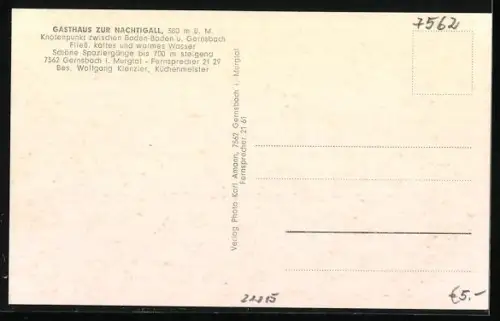 GASTHAUS ZUR NACHTIGALL, 580 m ü. M.
Knotenpunkt zwischen Baden-Baden u. Gernsbach
Fließ. kaltes und warmes Wasser
Schöne Spaziergänge bis 700 m steigend
7562 Gernsbach i. Murgtal - Fernsprecher 21 29
Bes. Wolfgang Kienzler, Küchenmeister
7562
Verlag Photo Karl Amann, 7562 Gernsbach i. Murgtal
Fernsprecher 21 61
€5.-